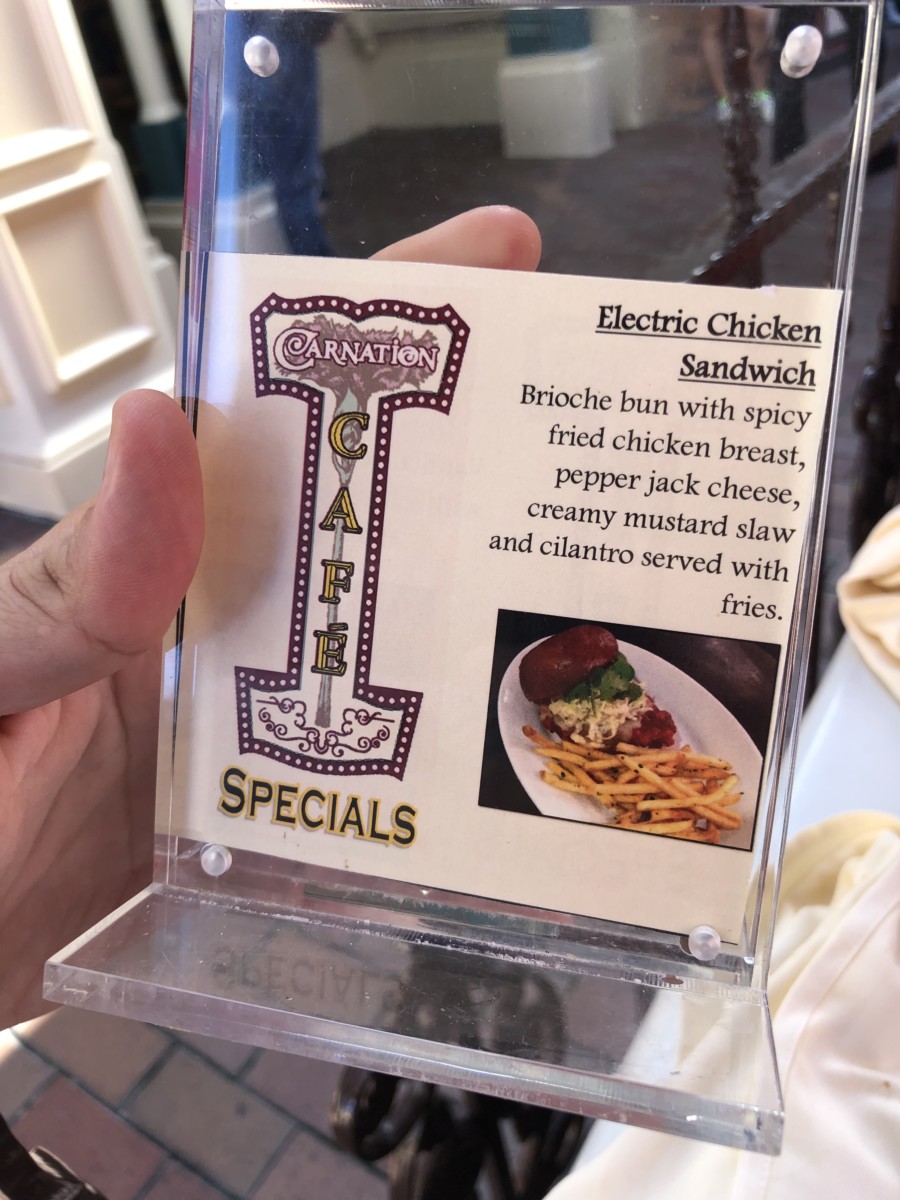 CARNATION
CAFÉ
SPECIALS
Electric Chicken
Sandwich
Brioche bun with spicy
fried chicken breast,
pepper jack cheese,
creamy mustard slaw
and cilantro served with
fries.